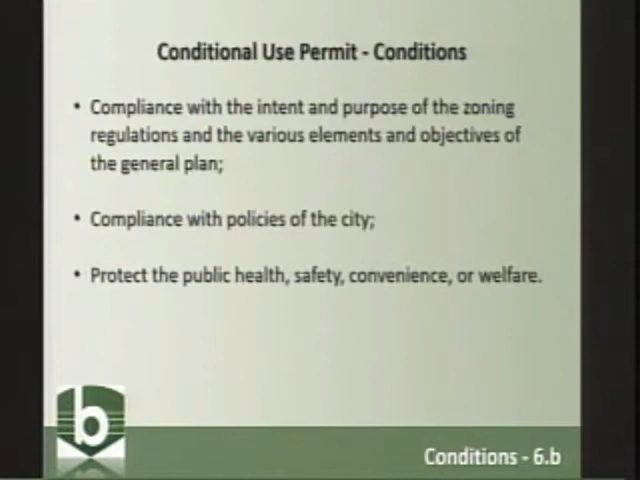 Conditional Use Permit - Conditions
• Compliance with the intent and purpose of the zoning
regulations and the various elements and objectives of
the general plan;
• Compliance with policies of the city;
• Protect the public health, safety, convenience, or welfare.
b
Conditions - 6.b